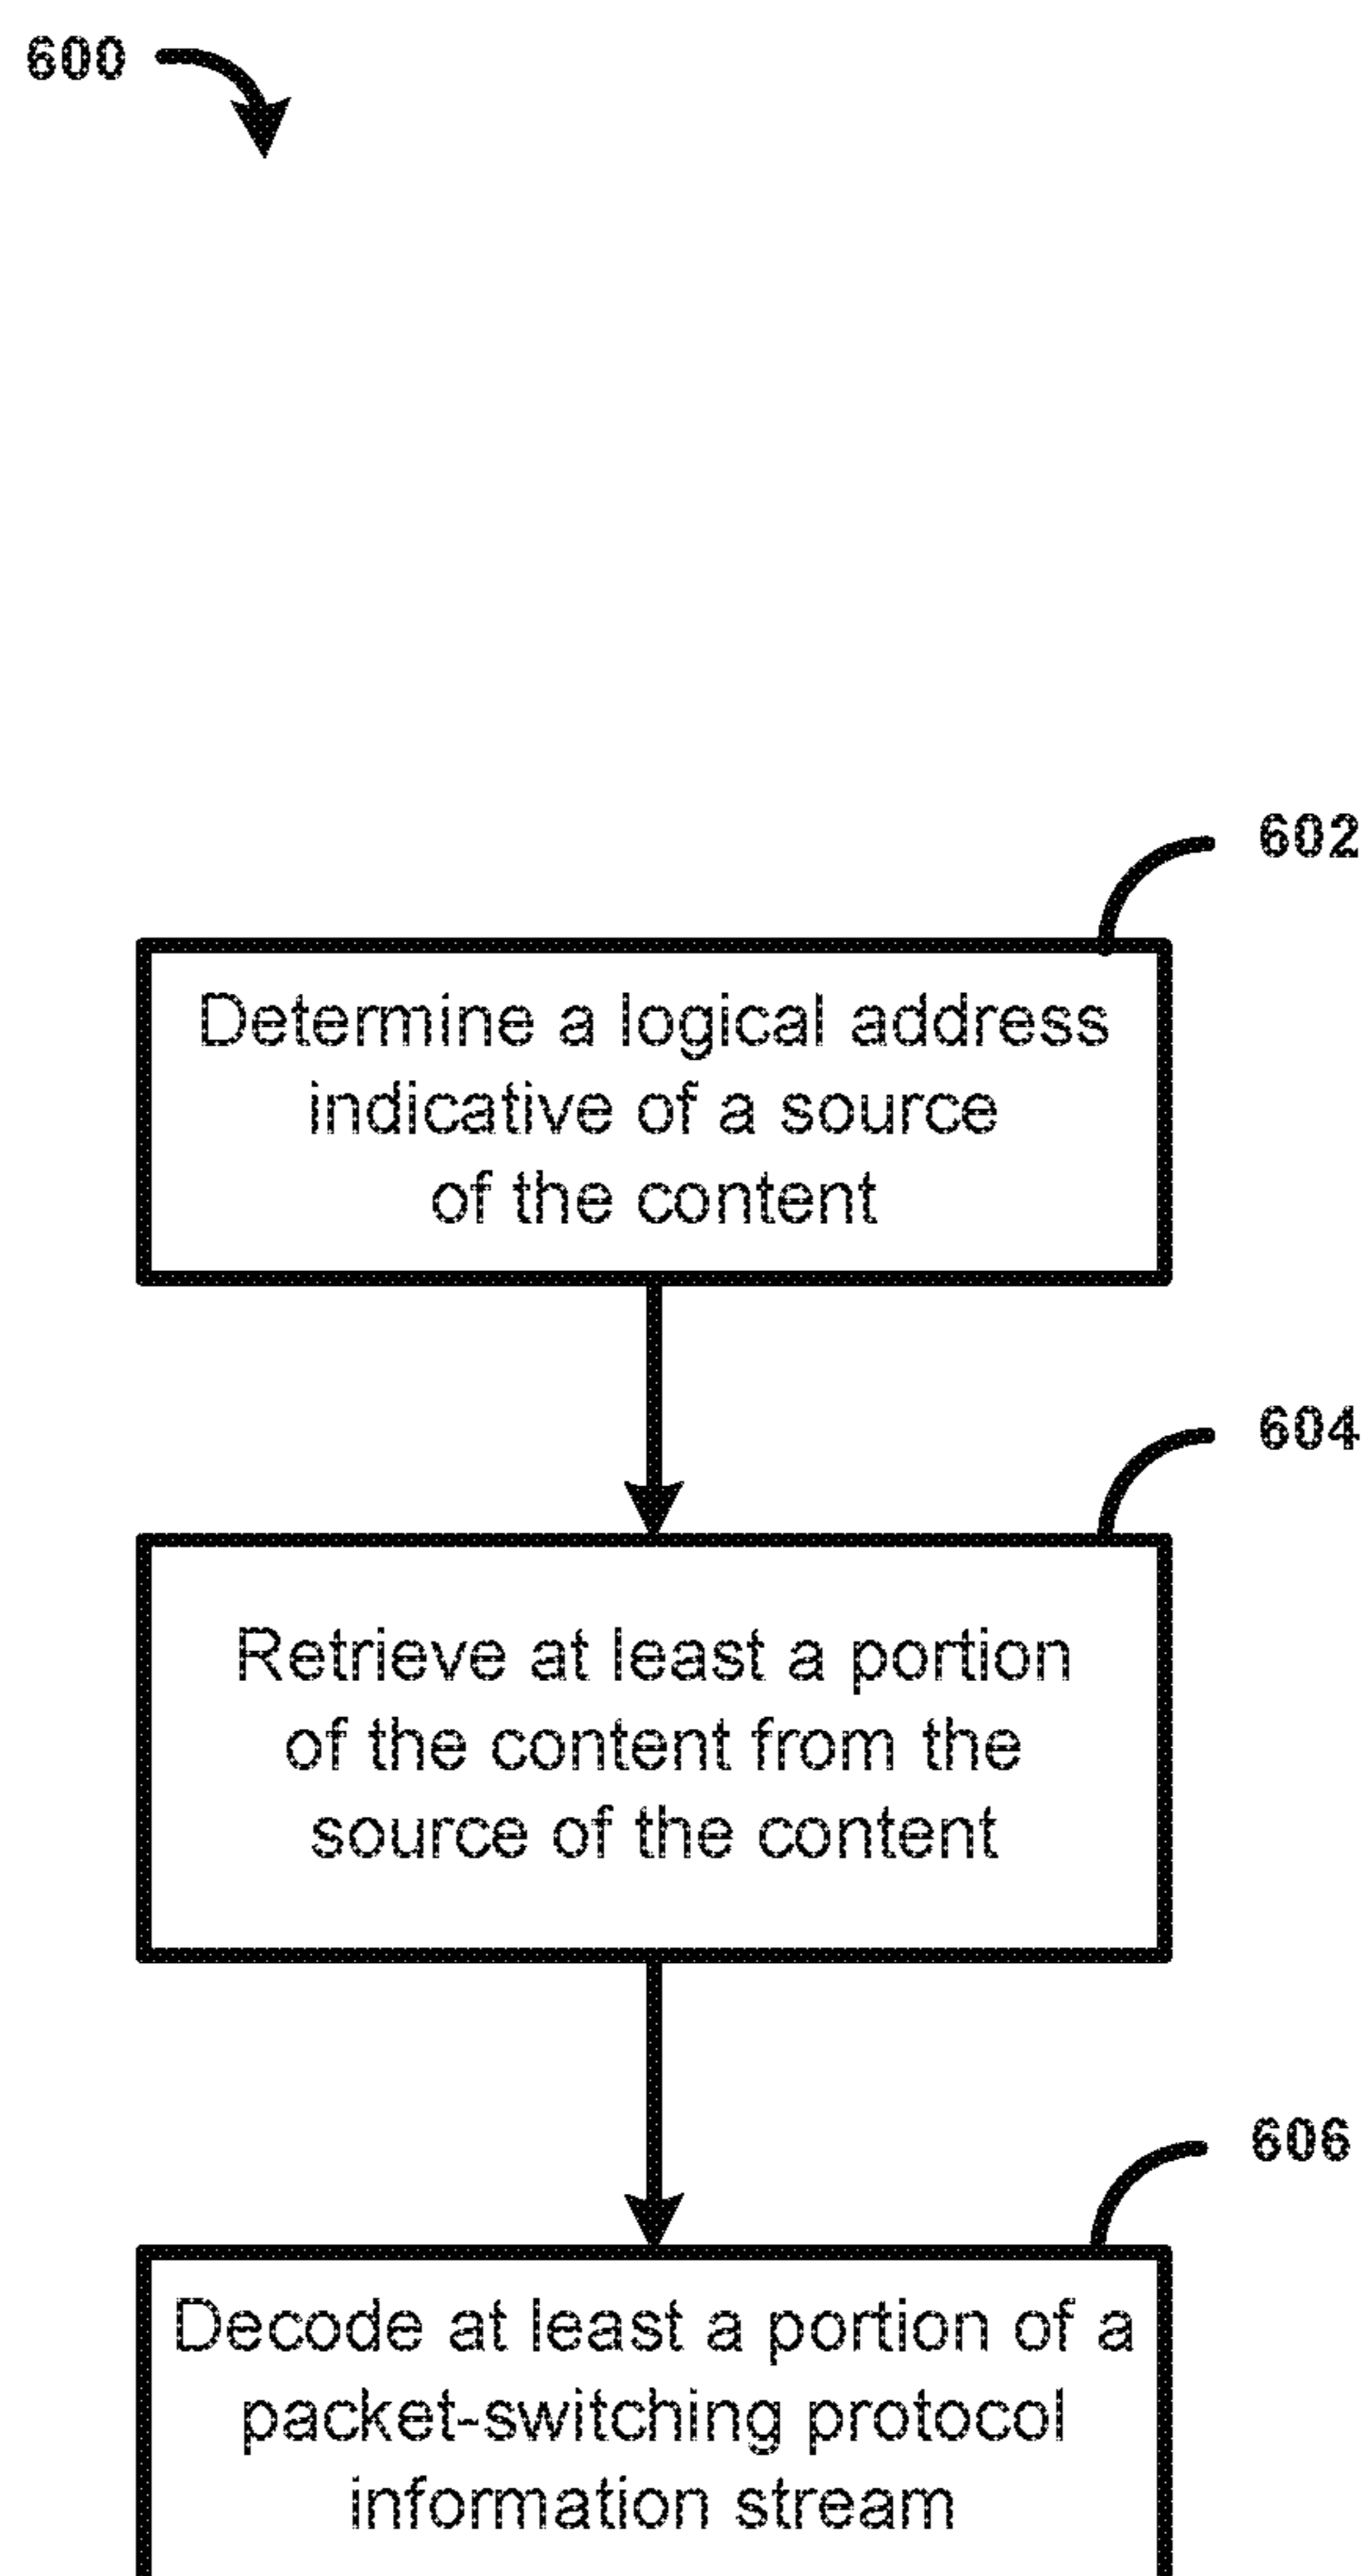 600
602
Determine a logical address
indicative of a source
of the content
604
Retrieve at least a portion
of the content from the
source of the content
606
Decode at least a portion of a
packet-switching protocol
information stream